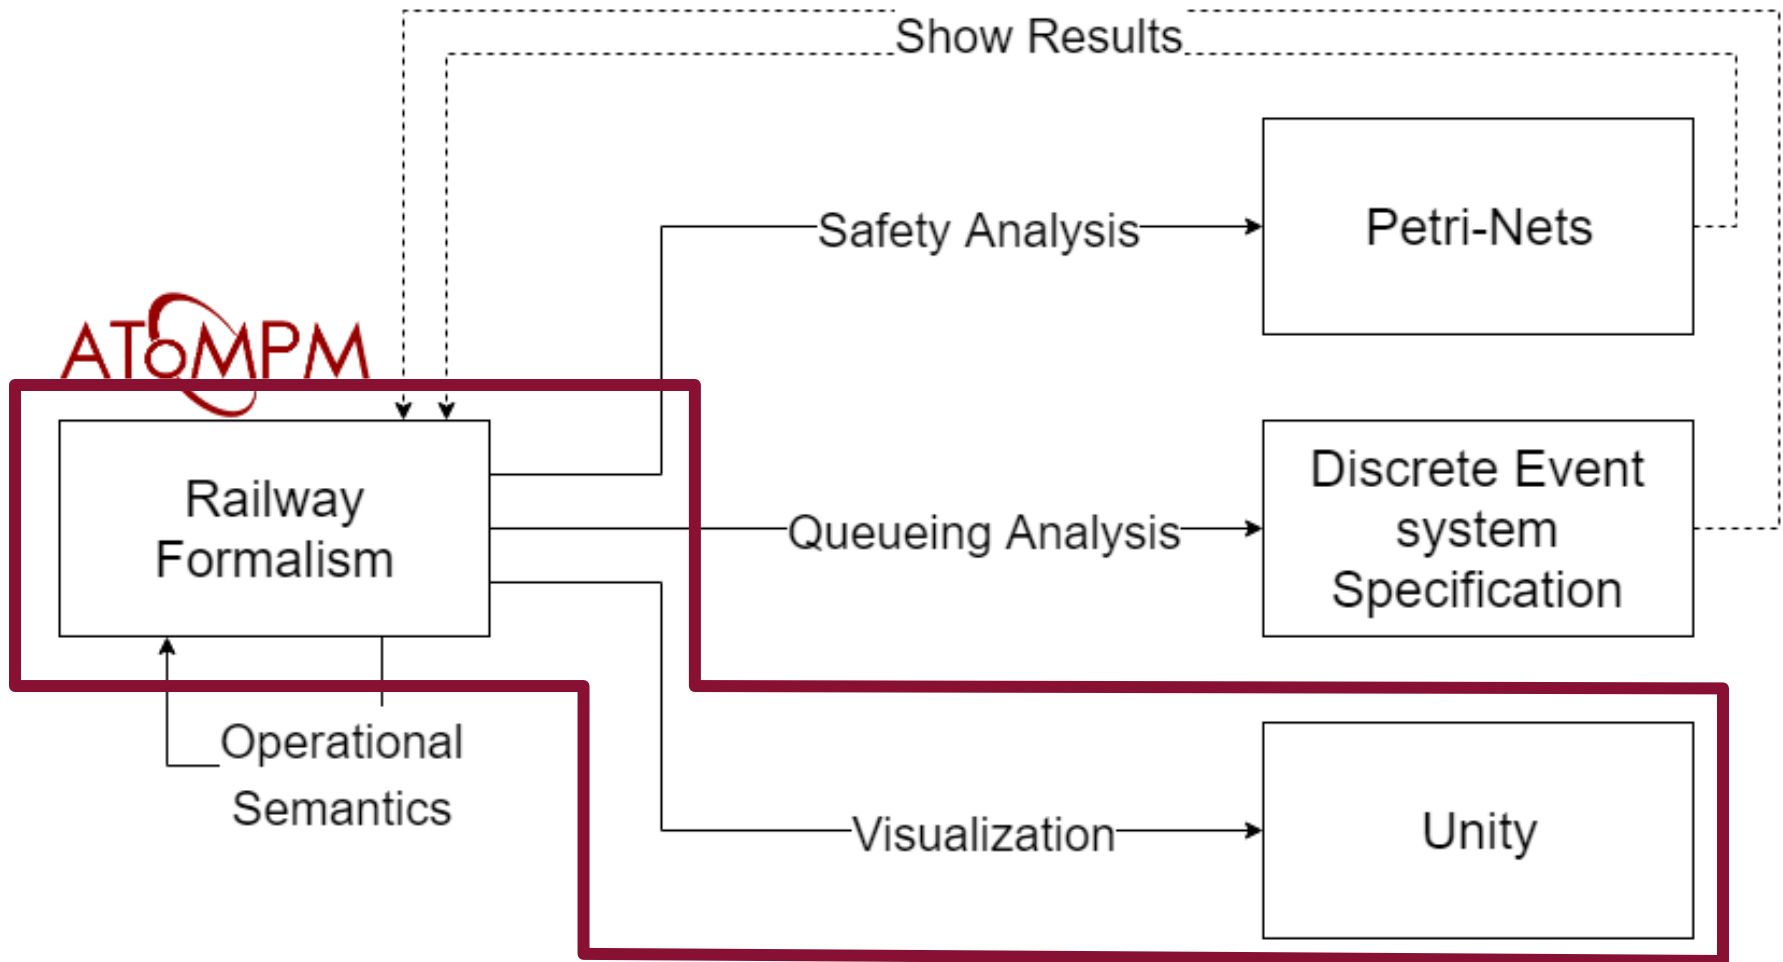 Show Results
Safety Analysis
Petri-Nets
AToMPM
Railway
Formalism
Queueing Analysis
Discrete Event
system
Specification
Operational
Semantics
Visualization
Unity